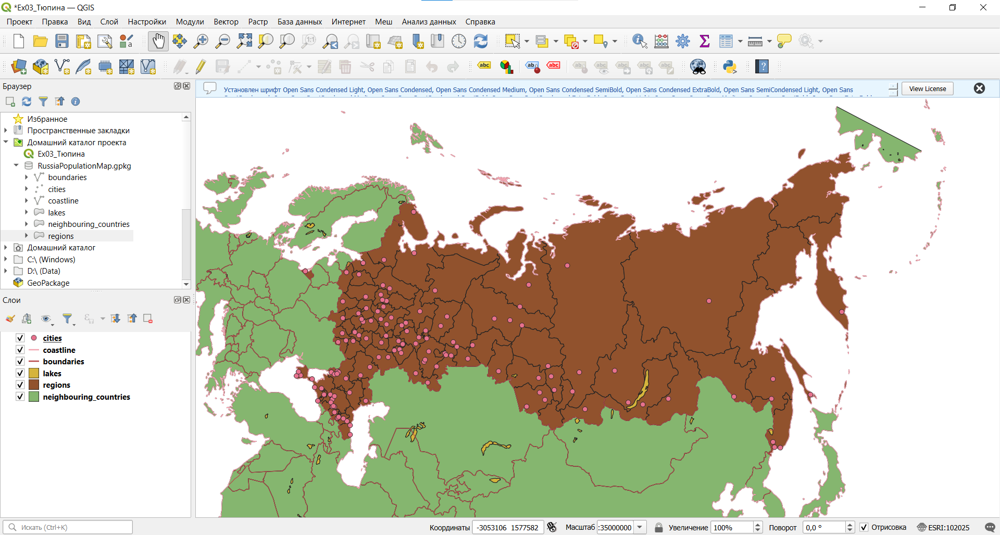 *Ex03_Тюпина — QGIS
Проект Правка Вид Слой Настройки Модули Вектор Растр База данных Интернет Меш Анализ данных Справка
Браузер
Установлен шрифт Open Sans Condensed Light, Open Sans Condensed, Open Sans Condensed Medium, Open Sans Condensed SemiBold, Open Sans Condensed ExtraBold, Open Sans SemiCondensed Light, Open Sans
View License
Избранное
Пространственные закладки
Домашний каталог проекта
Ex03_Тюпина
RussiaPopulationMap.gpkg
boundaries
cities
coastline
lakes
neighbouring_countries
regions
Домашний каталог
C:\ (Windows)
D:\ (Data)
GeoPackage
Слои
cities
coastline
boundaries
lakes
regions
neighbouring_countries
Искать (Ctrl+K)
Координаты -3053106 1577582 Масштаб :35000000 Увеличение 100% Поворот 0,0 ° Отрисовка ESRI:102025